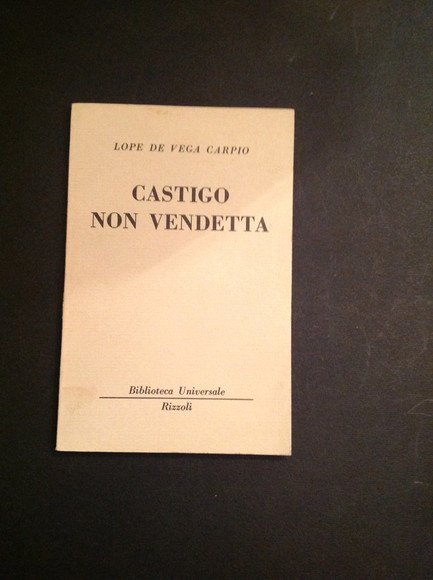 LOPE DE VEGA CARPIO
CASTIGO
NON VENDETTA
Biblioteca Universale
Rizzoli